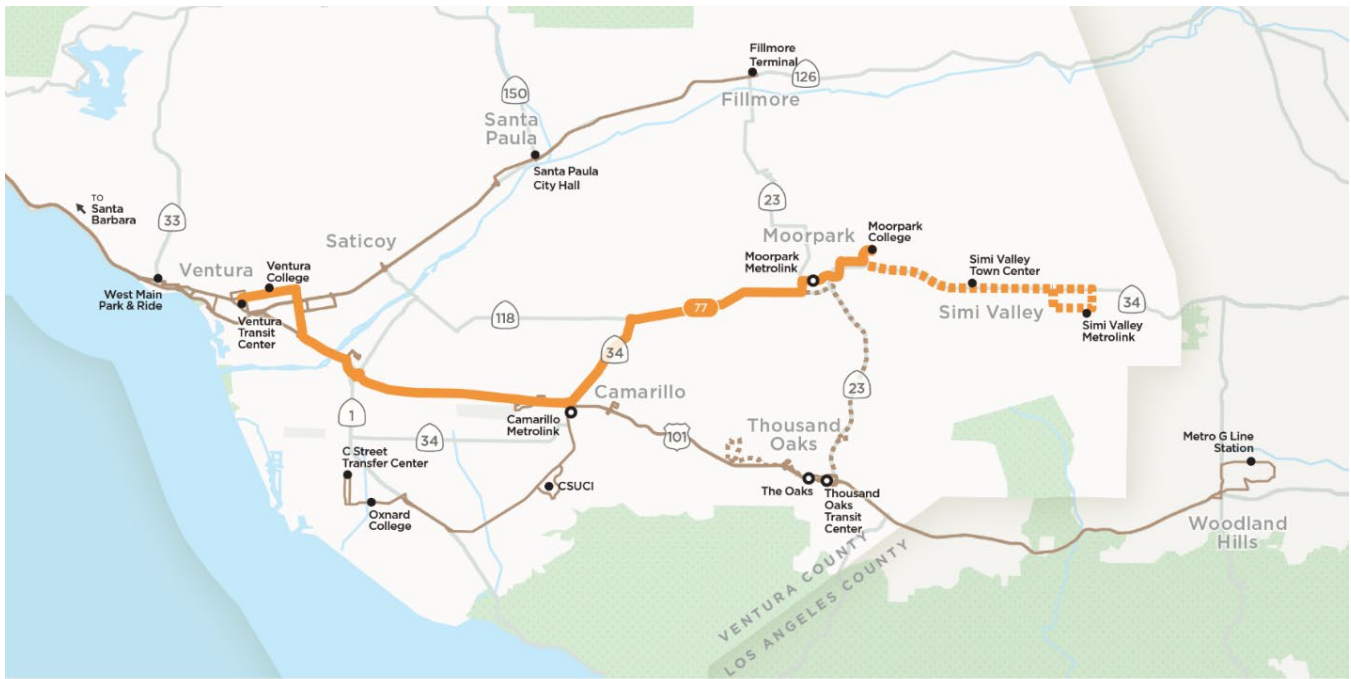 Fillmore
Terminal
126
Fillmore
150
Santa
Paula
Santa Paula
City Hall
TO
Santa
Barbara
33
23
Saticoy
Moorpark
Moorpark
College
Moorpark
Metrolink
Ventura
Ventura
College
West Main
Park & Ride
Ventura
Transit
Center
Simi Valley
Town Center
77
118
34
Simi Valley
34
Simi Valley
Metrolink
Camarillo
23
1
Camarillo
Metrolink
34
101
Thousand
Oaks
C Street
Transfer Center
Metro G Line
Station
CSUCI
The Oaks
Thousand
Oaks
Transit
Center
Oxnard
College
Woodland
Hills
VENTURA COUNTY
LOS ANGELES COUNTY